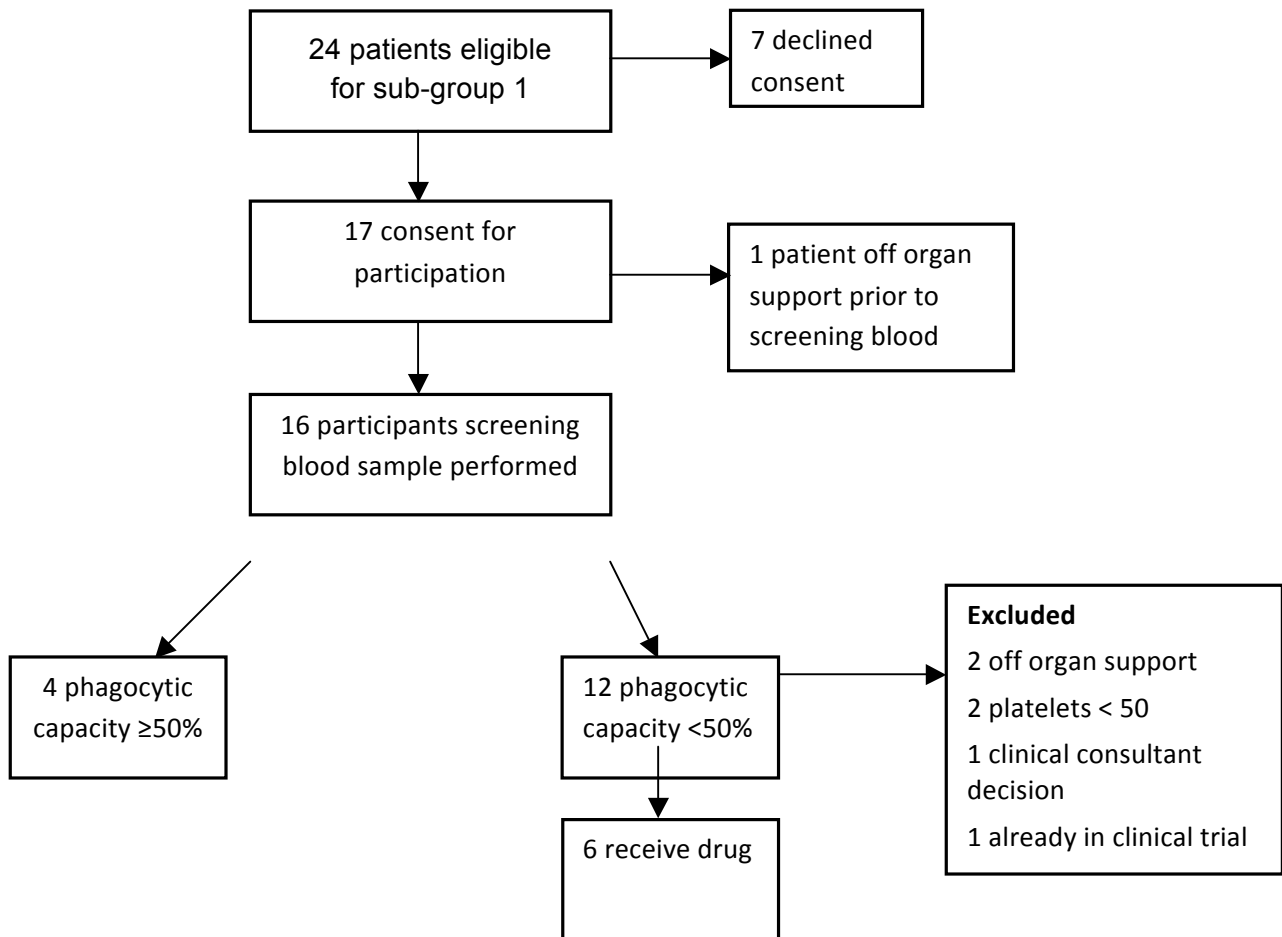 24 patients eligible
for sub-group 1
7 declined
consent
17 consent for
participation
1 patient off organ
support prior to
screening blood
16 participants screening
blood sample performed
4 phagocytic
capacity ≥50%
12 phagocytic
capacity <50%
Excluded
2 off organ support
2 platelets < 50
1 clinical consultant
decision
1 already in clinical trial
6 receive drug